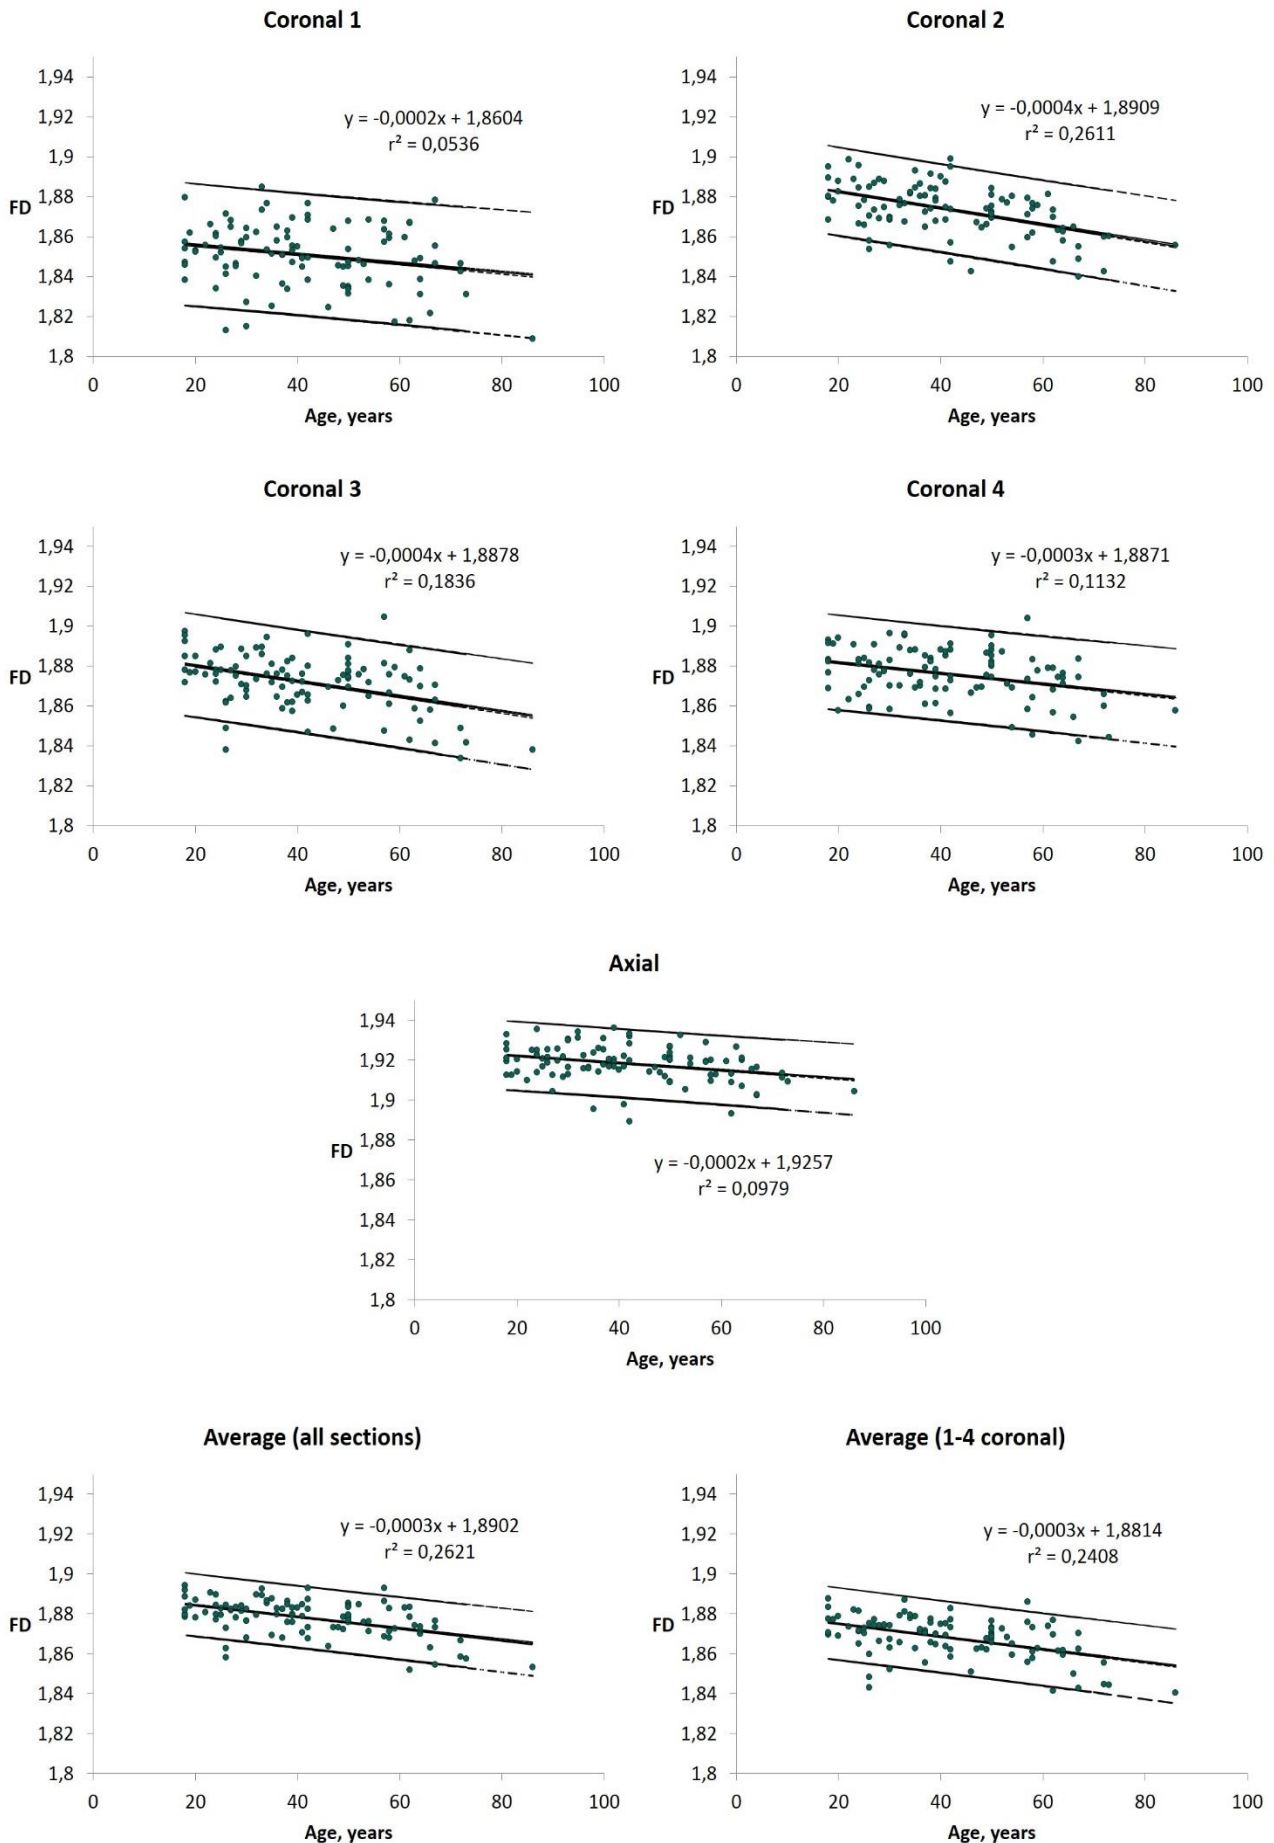 Coronal 1
1,94
1,92
1,9
1,88
1,86
1,84
1,82
1,8
FD
y = -0,0002x + 1,8604
r² = 0,0536
0 20 40 60 80 100
Age, years
Coronal 2
1,94
1,92
1,9
1,88
1,86
1,84
1,82
1,8
FD
y = -0,0004x + 1,8909
r² = 0,2611
0 20 40 60 80 100
Age, years
Coronal 3
1,94
1,92
1,9
1,88
1,86
1,84
1,82
1,8
FD
y = -0,0004x + 1,8878
r² = 0,1836
0 20 40 60 80 100
Age, years
Coronal 4
1,94
1,92
1,9
1,88
1,86
1,84
1,82
1,8
FD
y = -0,0003x + 1,8871
r² = 0,1132
0 20 40 60 80 100
Age, years
Axial
1,94
1,92
1,9
1,88
1,86
1,84
1,82
1,8
FD
y = -0,0002x + 1,9257
r² = 0,0979
0 20 40 60 80 100
Age, years
Average (all sections)
1,94
1,92
1,9
1,88
1,86
1,84
1,82
1,8
FD
y = -0,0003x + 1,8902
r² = 0,2621
0 20 40 60 80 100
Age, years
Average (1-4 coronal)
1,94
1,92
1,9
1,88
1,86
1,84
1,82
1,8
FD
y = -0,0003x + 1,8814
r² = 0,2408
0 20 40 60 80 100
Age, years